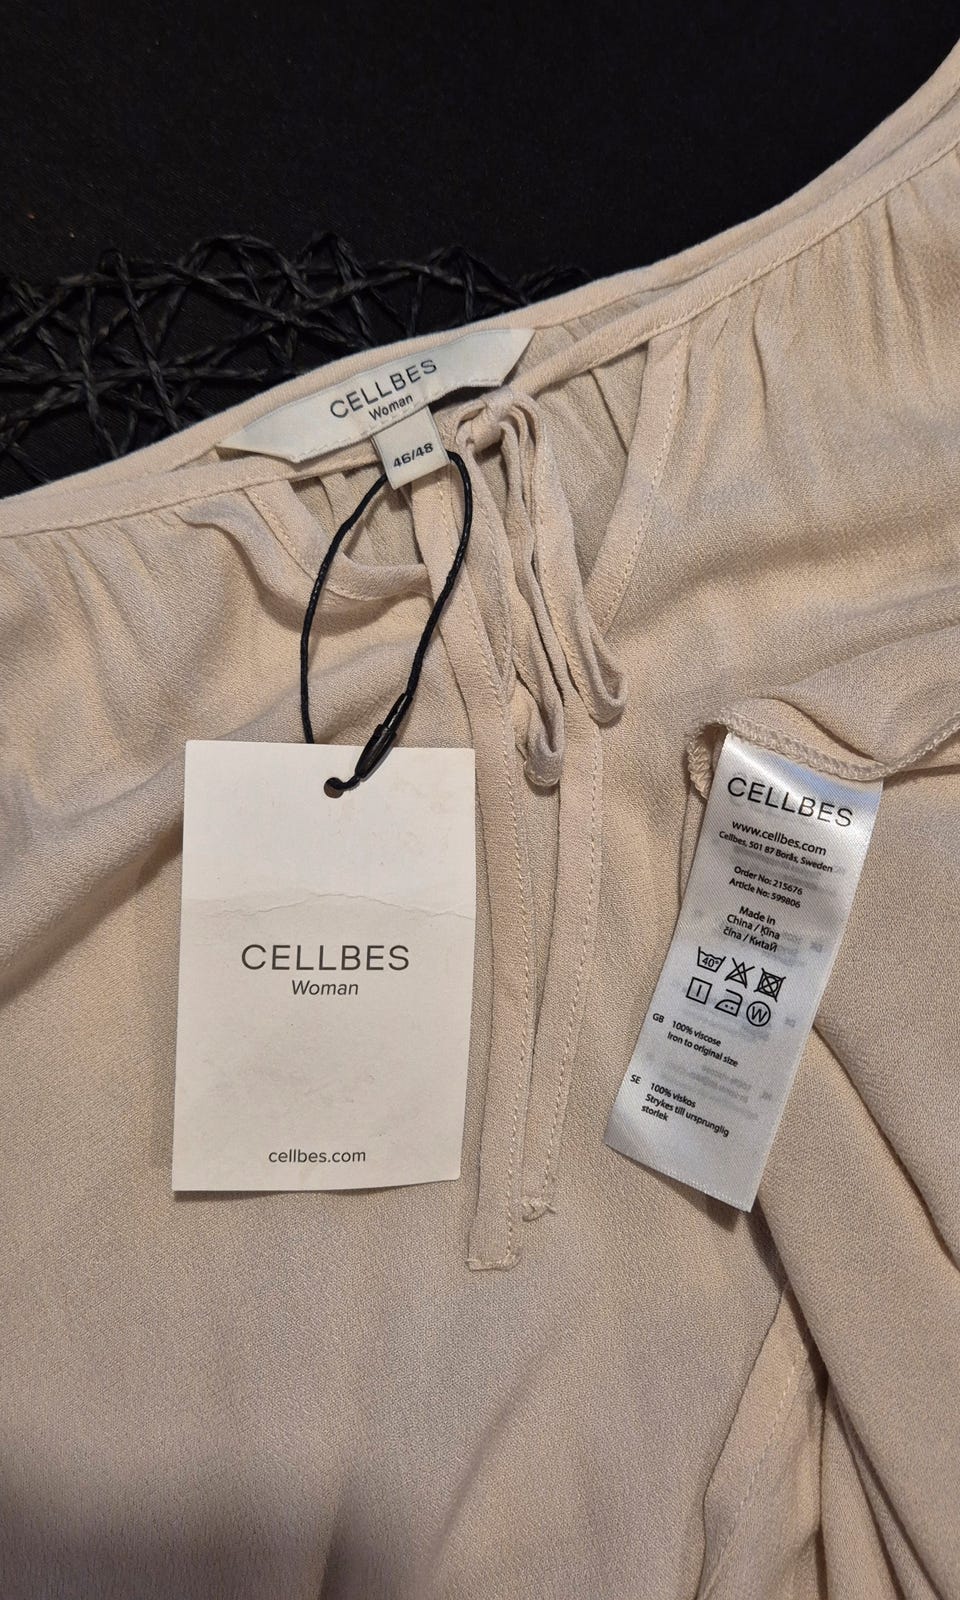 CELLBES
Woman
46/48
CELLBES
Woman
cellbes.com
CELLBES
www.cellbes.com
Cellbes, 501 87 Borås, Sweden
Order No: 215676
Article No: 599806
Made in
China / Ķīna
čína / Китай
40°
W
GB 100% viscose
Iron to original size
SE 100% viskos
Strykes till ursprunglig
storlek